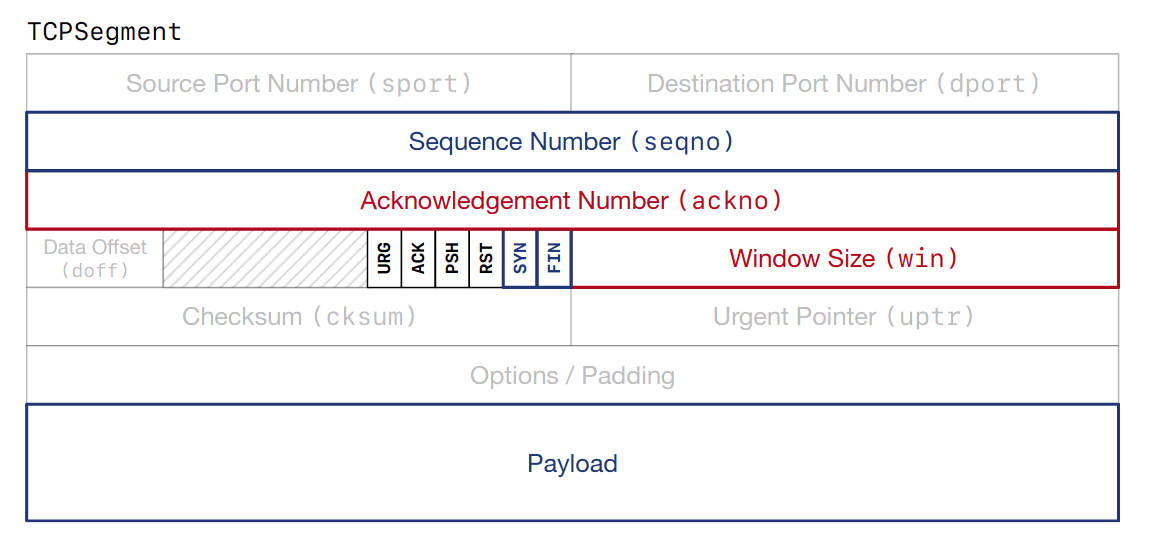 TCPSegment
Source Port Number (sport)
Destination Port Number (dport)
Sequence Number (seqno)
Acknowledgement Number (ackno)
Data Offset
(doff)
URG
ACK
PSH
RST
SYN
FIN
Window Size (win)
Checksum (cksum)
Urgent Pointer (uptr)
Options / Padding
Payload